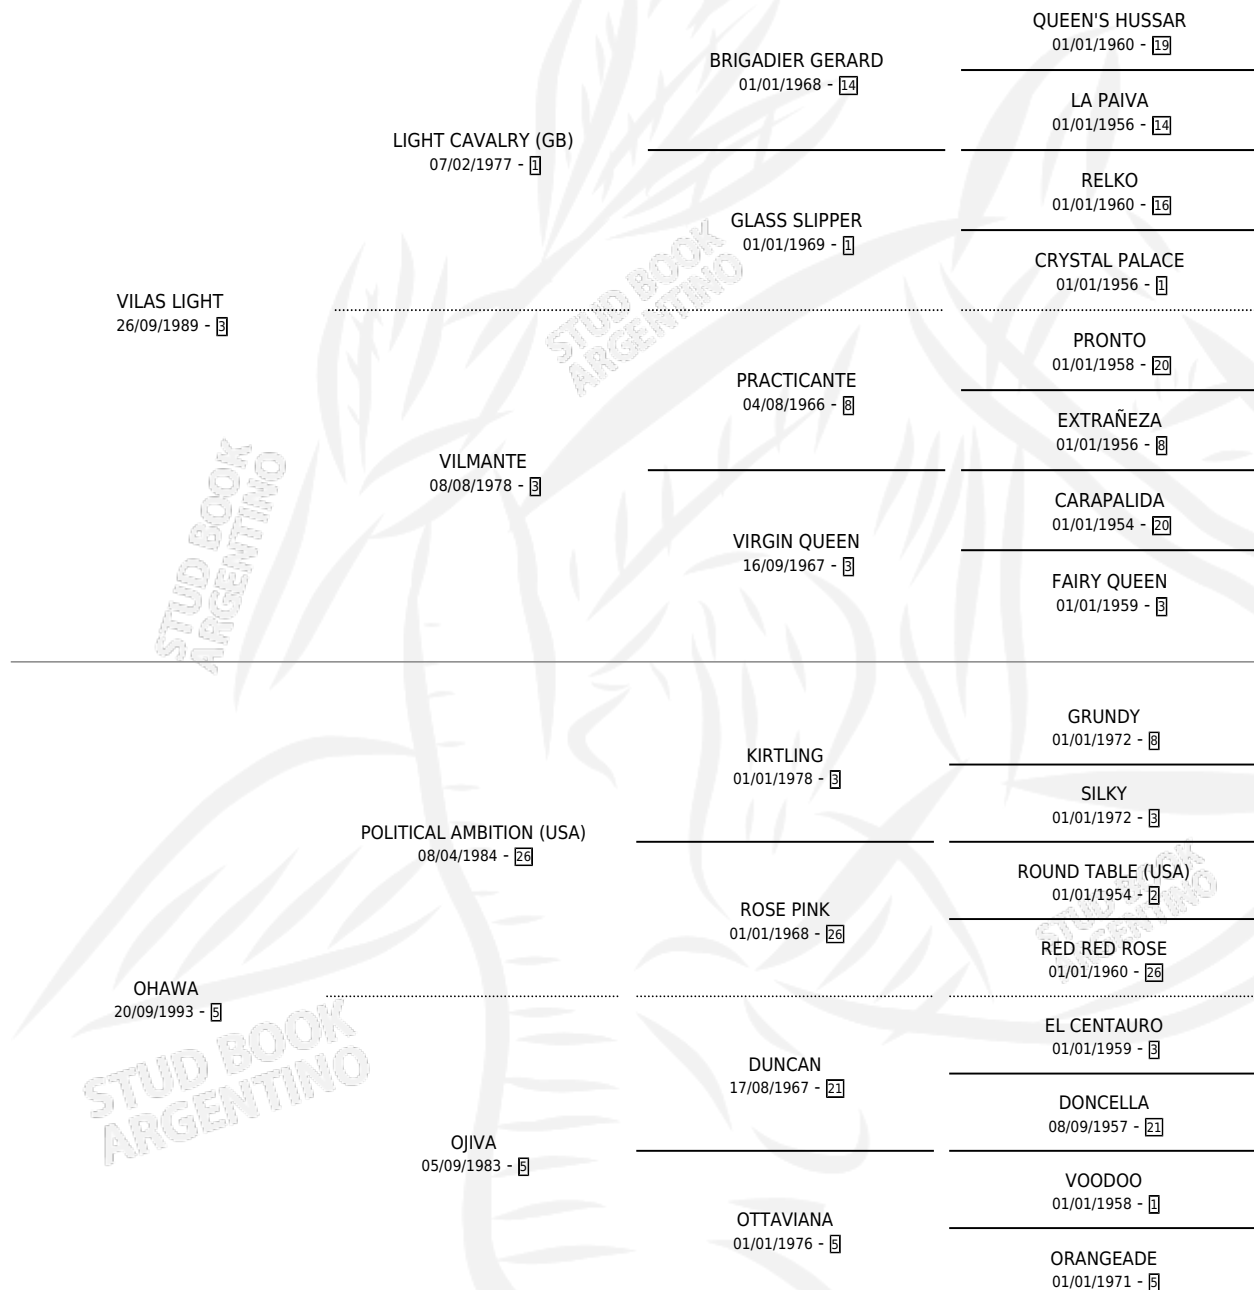 QUEEN'S HUSSAR
01/01/1960 - 19
BRIGADIER GERARD
01/01/1968 - 14
LA PAIVA
01/01/1956 - 14
LIGHT CAVALRY (GB)
07/02/1977 - 1
RELKO
01/01/1960 - 16
GLASS SLIPPER
01/01/1969 - 1
CRYSTAL PALACE
01/01/1956 - 1
VILAS LIGHT
26/09/1989 - 3
PRONTO
01/01/1958 - 20
PRACTICANTE
04/08/1966 - 8
EXTRAÑEZA
01/01/1956 - 8
VILMANTE
08/08/1978 - 3
CARAPALIDA
01/01/1954 - 20
VIRGIN QUEEN
16/09/1967 - 3
FAIRY QUEEN
01/01/1959 - 3
GRUNDY
01/01/1972 - 8
KIRTLING
01/01/1978 - 3
SILKY
01/01/1972 - 3
POLITICAL AMBITION (USA)
08/04/1984 - 26
ROUND TABLE (USA)
01/01/1954 - 2
ROSE PINK
01/01/1968 - 26
RED RED ROSE
01/01/1960 - 26
OHAWA
20/09/1993 - 5
EL CENTAURO
01/01/1959 - 3
DUNCAN
17/08/1967 - 21
DONCELLA
08/09/1957 - 21
OJIVA
05/09/1983 - 5
VOODOO
01/01/1958 - 1
OTTAVIANA
01/01/1976 - 5
ORANGEADE
01/01/1971 - 5
STUD BOOK
ARGENTINO
STUD BOOK
ARGENTINO
STUD BOOK
ARGENTINO
STUD BOOK
ARGENTINO